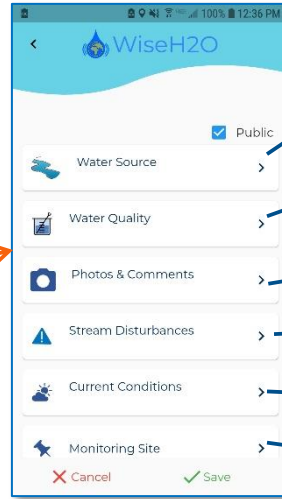 100% 12:36 PM
WiseH2O
Public
Water Source
Water Quality
Photos & Comments
Stream Disturbances
Current Conditions
Monitoring Site
Cancel Save